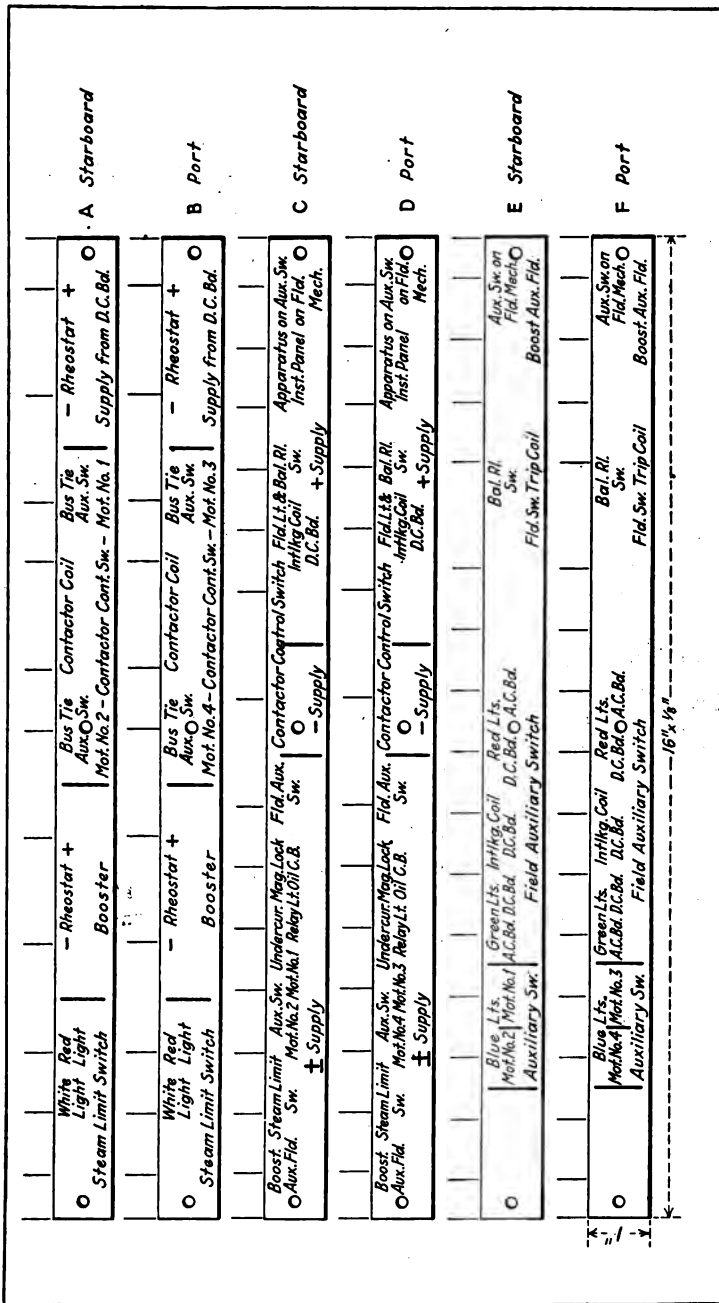 A Starboard
White Red — Rheostat + Bus Tie Contactor Coil Bus Tie — Rheostat +
Light Light Aux. Sw. Aux. Sw.
Steam Limit Switch Booster Mot. No. 2 – Contactor Cont. Sw. – Mot. No. 1 Supply from D.C. Bd.
B Port
White Red — Rheostat + Bus Tie Contactor Coil Bus Tie — Rheostat +
Light Light Aux. Sw. Aux. Sw.
Steam Limit Switch Booster Mot. No. 4 – Contactor Cont. Sw. – Mot. No. 3 Supply from D.C. Bd.
C Starboard
Boost. Steam Limit Aux. Sw. Undercur. Mag. Lock Fld. Aux. Contactor Control Switch Fld. Lt. & Bal. Rl. Apparatus on Aux. Sw.
Aux. Fld. Sw. Mot. No. 2 Mot. No. 1 Relay Lt. Oil C.B. Sw. Intlkg. Coil Sw. Inst. Panel on Fld.
± Supply – Supply D.C. Bd. + Supply Mech.
D Port
Boost. Steam Limit Aux. Sw. Undercur. Mag. Lock Fld. Aux. Contactor Control Switch Fld. Lt. & Bal. Rl. Apparatus on Aux. Sw.
Aux. Fld. Sw. Mot. No. 4 Mot. No. 3 Relay Lt. Oil C.B. Sw. Intlkg. Coil Sw. Inst. Panel on Fld.
± Supply – Supply D.C. Bd. + Supply Mech.
E Starboard
Blue Lts. Green Lts. Intlkg. Coil Red Lts. Bal. Rl. Aux. Sw. on
Mot. No. 2 Mot. No. 1 A.C. Bd. D.C. Bd. D.C. Bd. D.C. Bd. A.C. Bd. Sw. Fld. Mech.
Auxiliary Sw. Field Auxiliary Switch Fld. Sw. Trip Coil Boost Aux. Fld.
F Port
Blue Lts. Green Lts. Intlkg. Coil Red Lts. Bal. Rl. Aux. Sw. on
Mot. No. 4 Mot. No. 3 A.C. Bd. D.C. Bd. D.C. Bd. D.C. Bd. A.C. Bd. Sw. Fld. Mech.
Auxiliary Sw. Field Auxiliary Switch Fld. Sw. Trip Coil Boost. Aux. Fld.
1"
16" x 1/8"